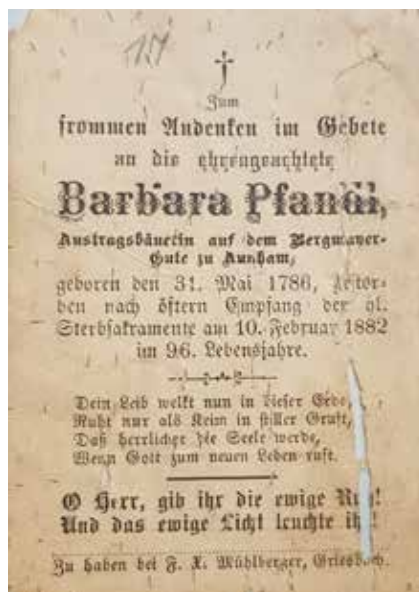 157
Zum
frommen Andenken im Gebete
an die ehrengeachtete
Barbara Pfandl,
Austragsbäuerin auf dem Bergmayer-
Gute zu Aunham,
geboren den 31. Mai 1786, gestor-
ben nach öftern Empfang der hl.
Sterbsakramente am 10. Februar 1882
im 96. Lebensjahre.
Dein Leib welkt nun in dieser Erde,
Ruht nur als Keim in stiller Gruft,
Daß herrlicher die Seele werde,
Wenn Gott zum neuen Leben ruft.
O Herr, gib ihr die ewige Ruh!
Und das ewige Licht leuchte ihr!
Zu haben bei F. X. Mühlberger, Griesbach.